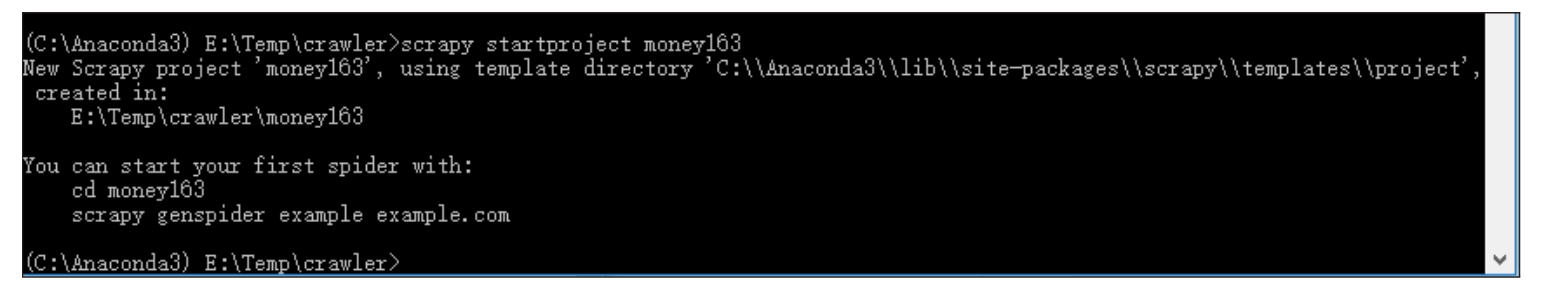 (C:\Anaconda3) E:\Temp\crawler>scrapy startproject money163
New Scrapy project 'money163', using template directory 'C:\\Anaconda3\\lib\\site-packages\\scrapy\\templates\\project',
created in:
E:\Temp\crawler\money163
You can start your first spider with:
cd money163
scrapy genspider example example.com
(C:\Anaconda3) E:\Temp\crawler>